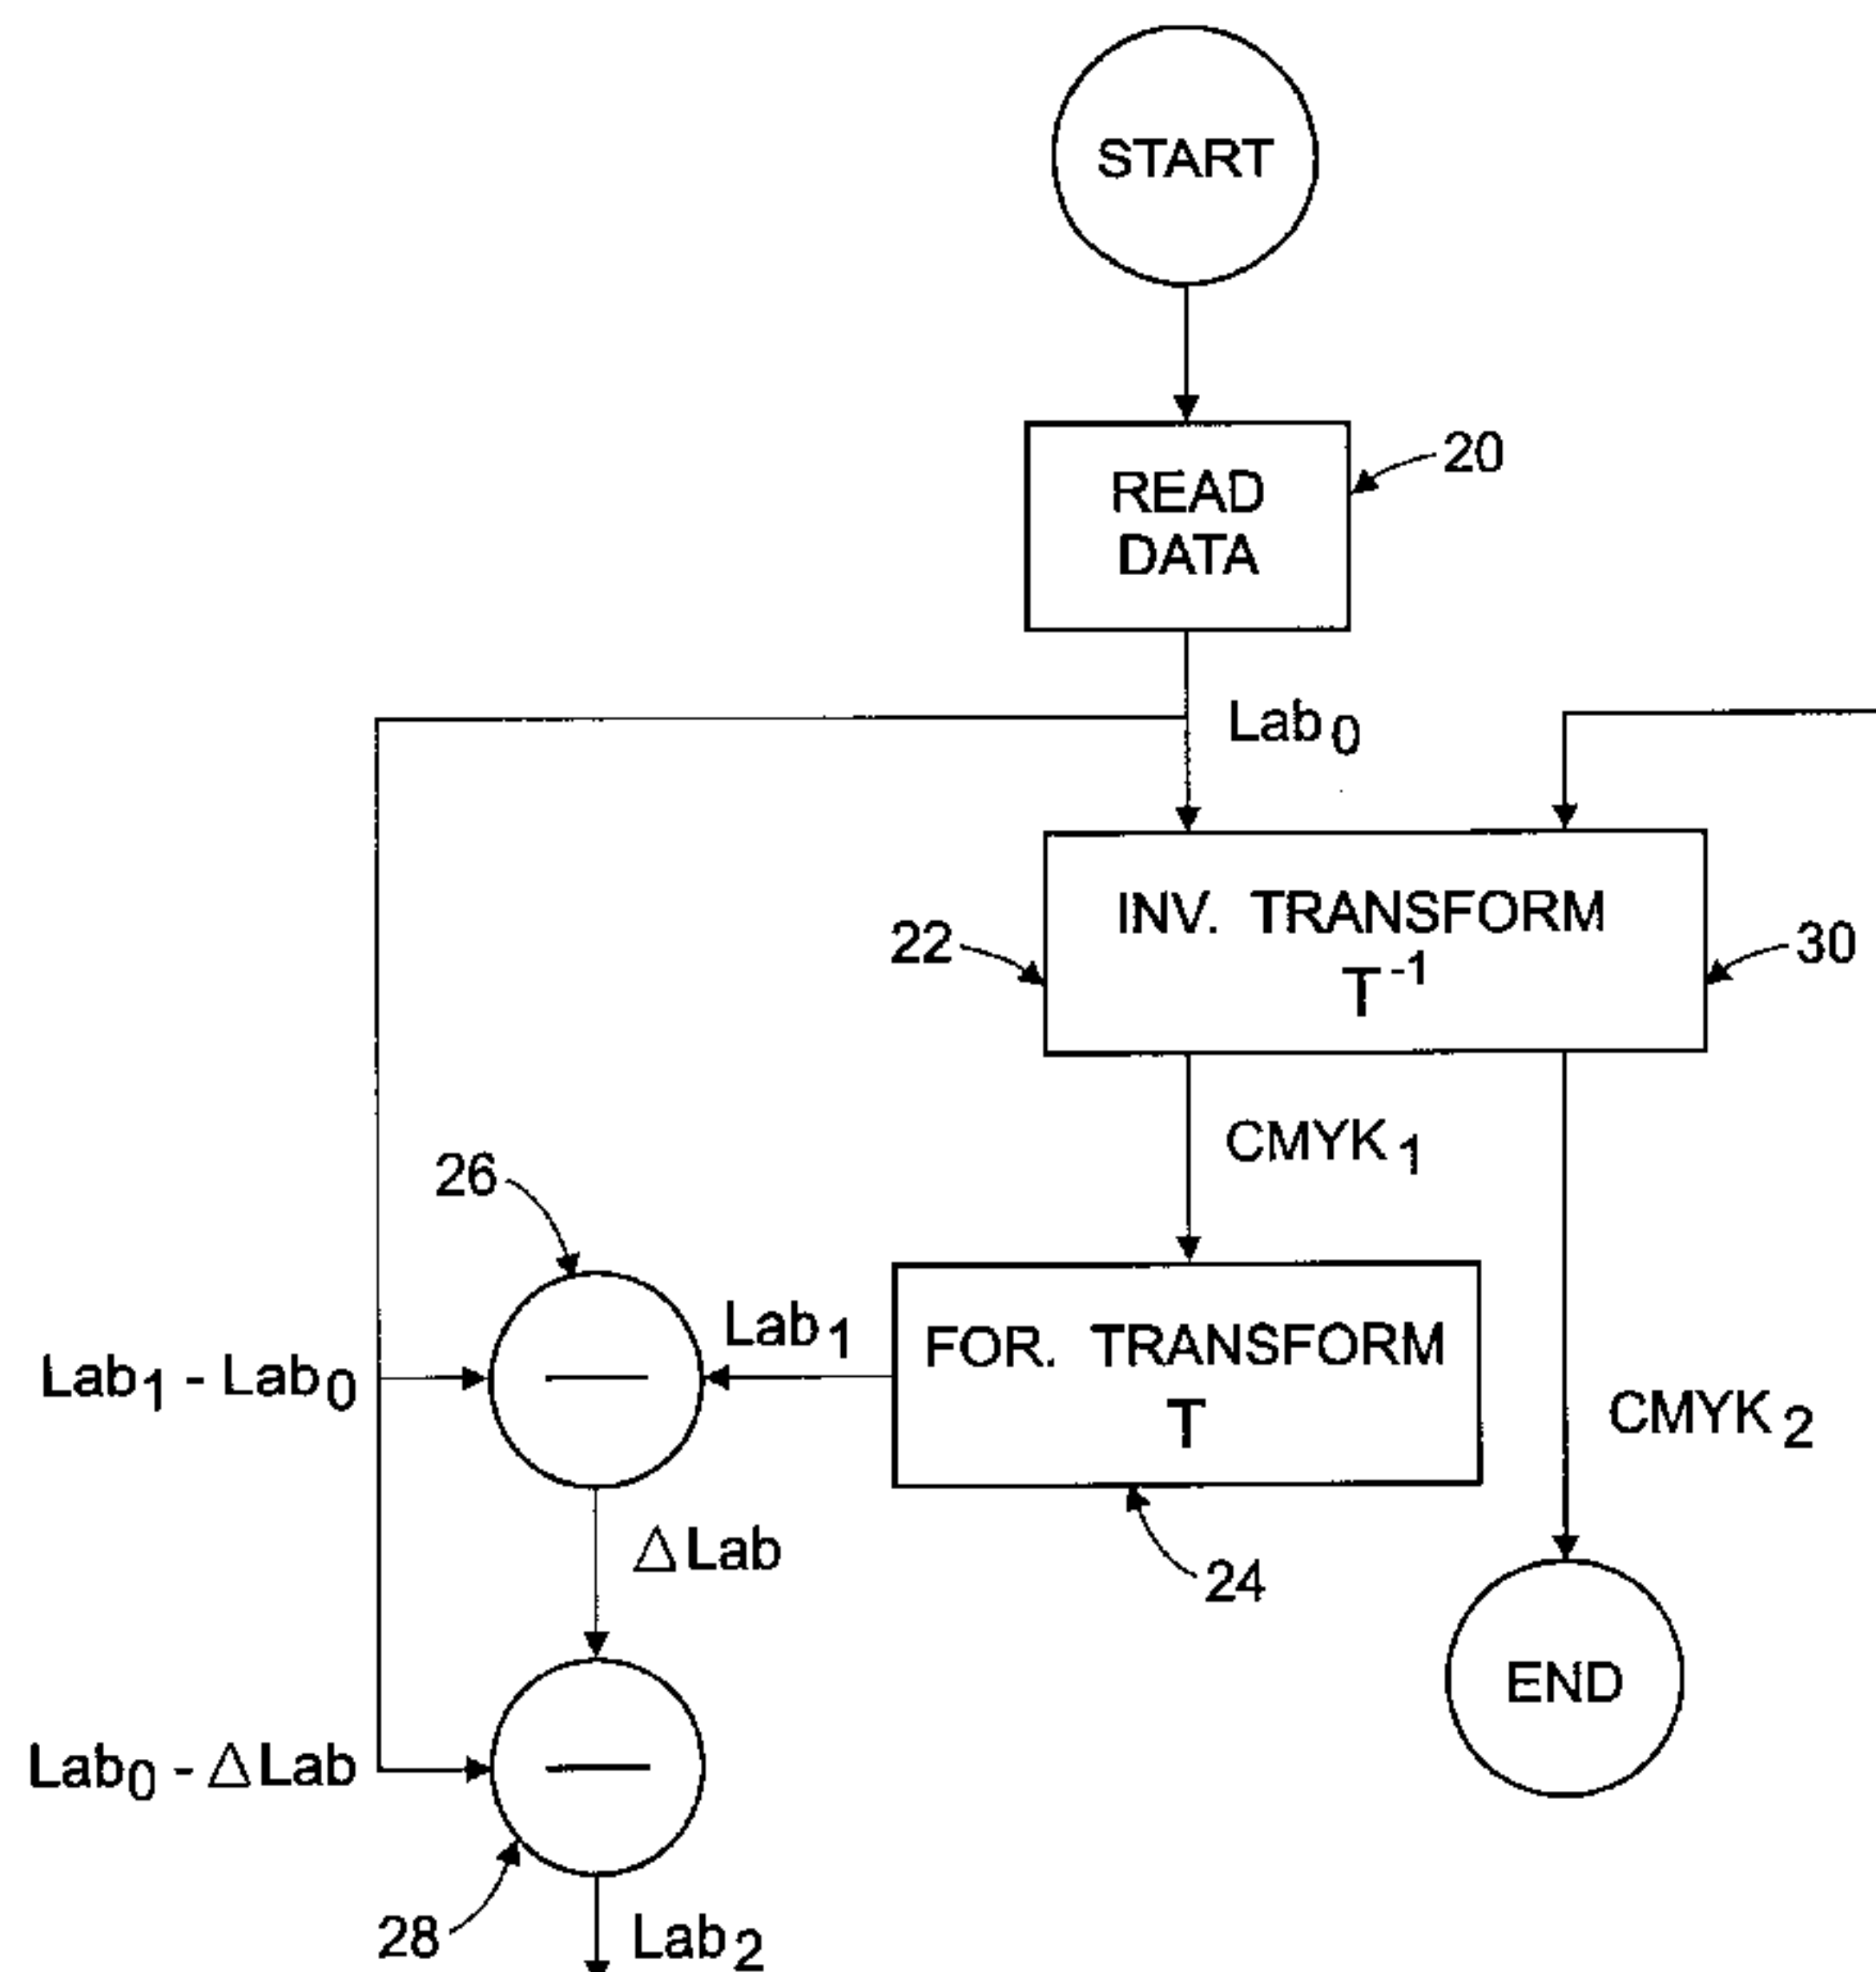 START
READ
DATA
20
Lab0
INV. TRANSFORM
T-1
22
30
CMYK1
26
Lab1
FOR. TRANSFORM
T
Lab1 - Lab0
CMYK2
ΔLab
24
END
Lab0 - ΔLab
28
Lab2